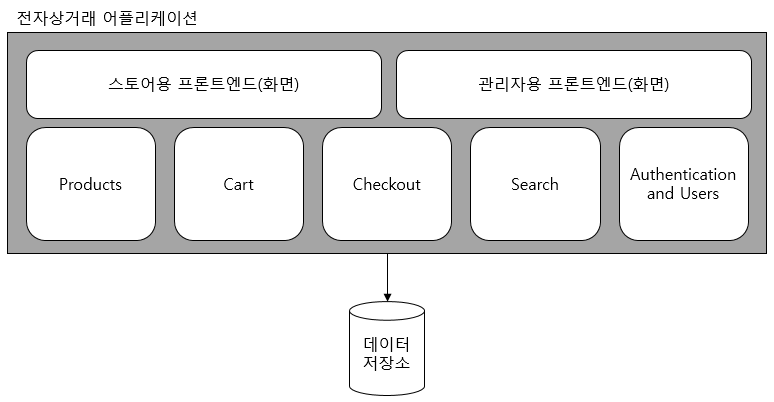 전자상거래 어플리케이션
스토어용 프론트엔드(화면)
관리자용 프론트엔드(화면)
Products
Cart
Checkout
Search
Authentication
and Users
데이터
저장소